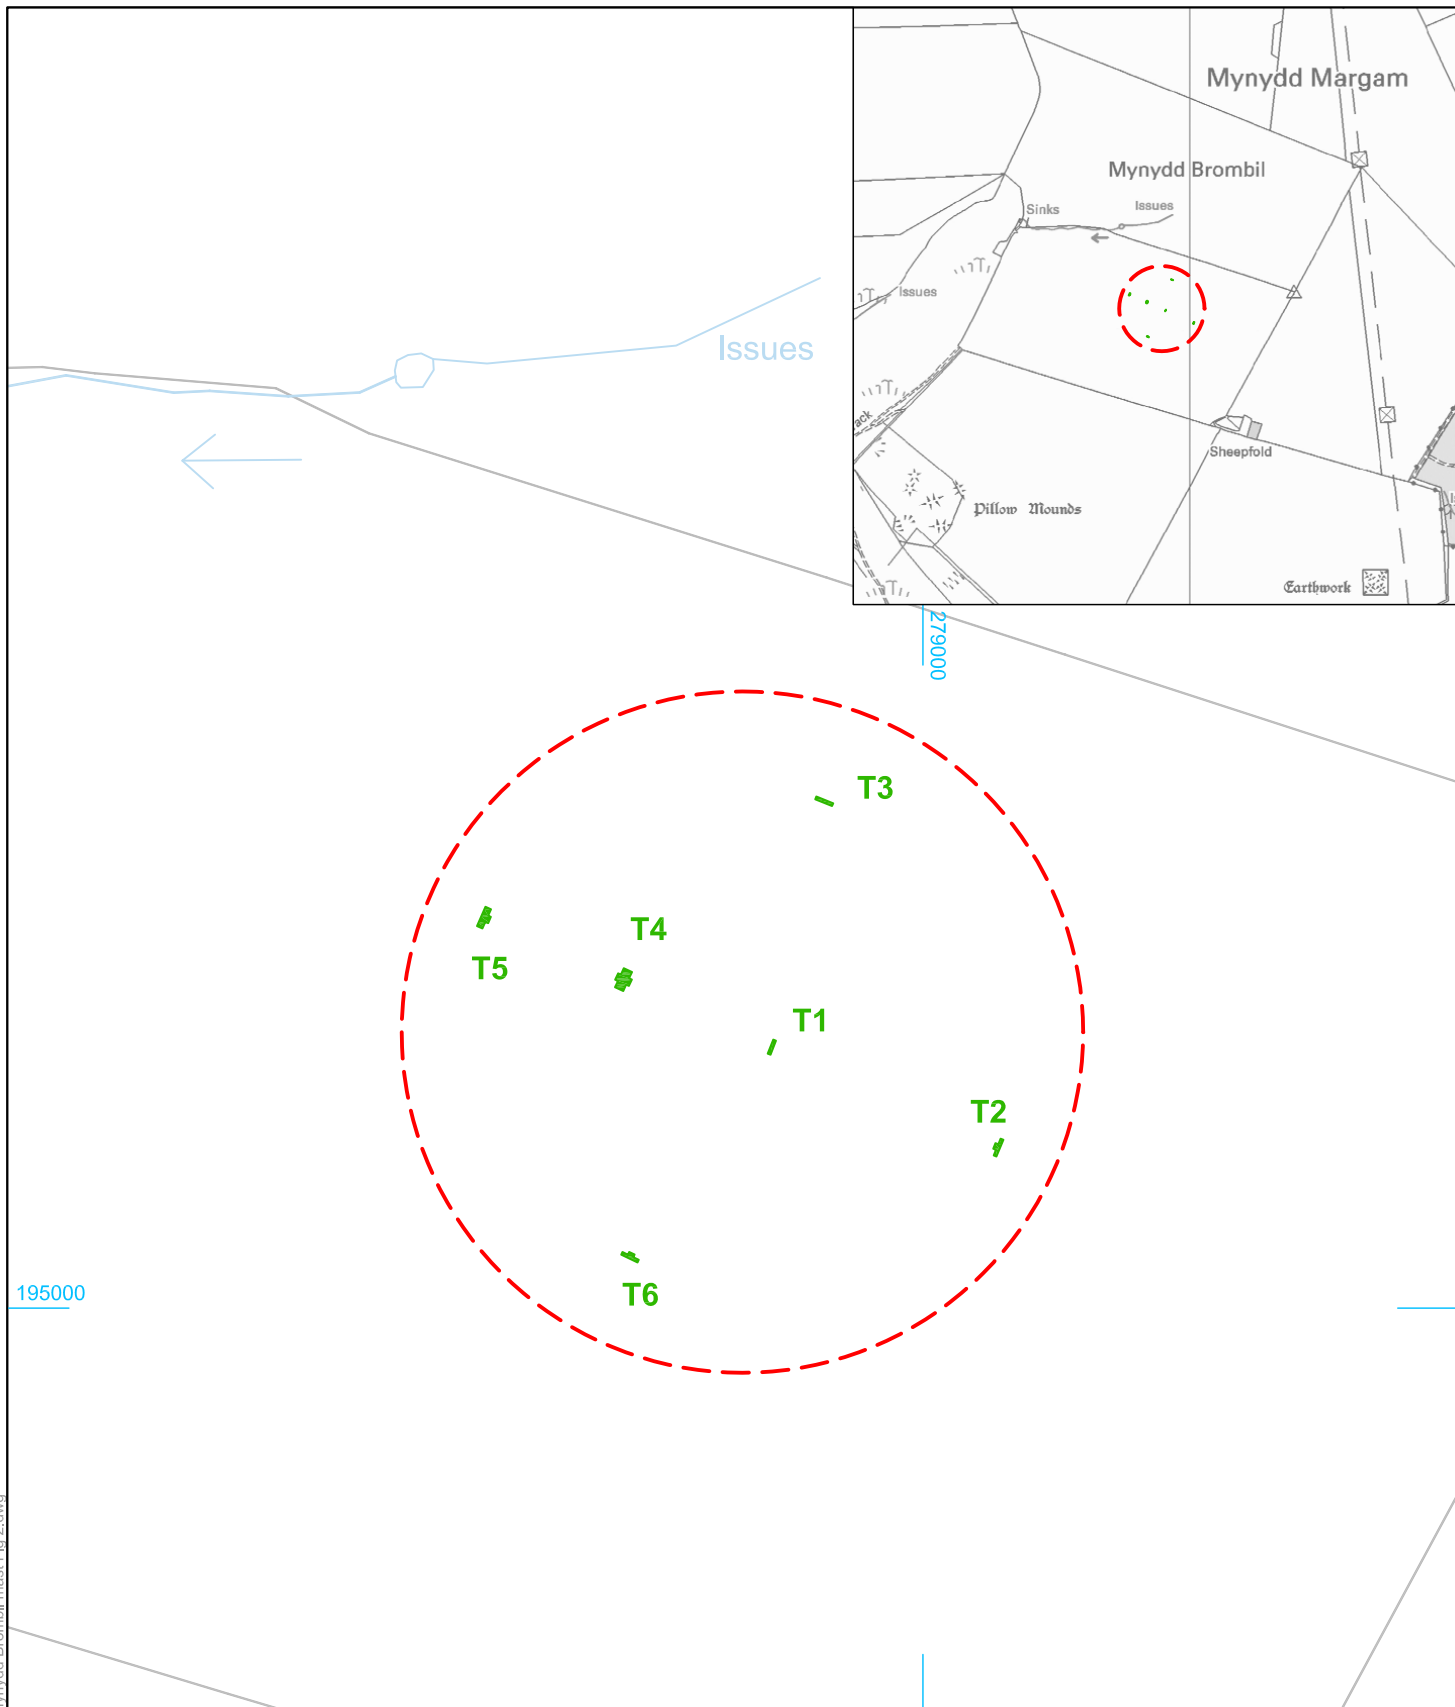 Mynydd Margam
Mynydd Brombil
Sinks
Issues
Issues
Sheepfold
Pillow Mounds
Earthwork
Issues
279000
T3
T4
T5
T1
T2
T6
195000